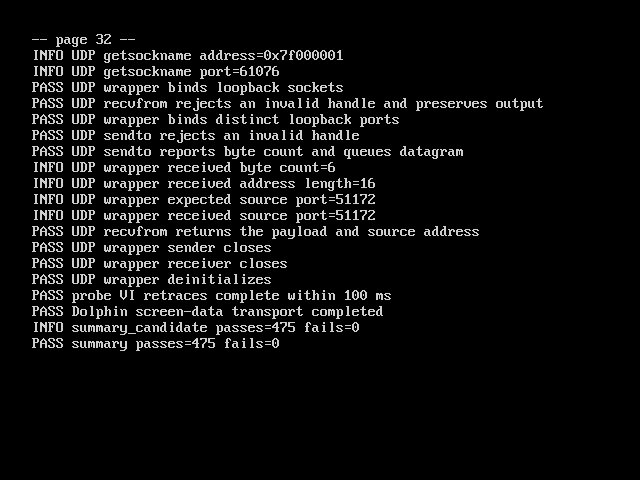 -- page 32 --
INFO UDP getsockname address=0x7f000001
INFO UDP getsockname port=61076
PASS UDP wrapper binds loopback sockets
PASS UDP recvfrom rejects an invalid handle and preserves output
PASS UDP wrapper binds distinct loopback ports
PASS UDP sendto rejects an invalid handle
PASS UDP sendto reports byte count and queues datagram
INFO UDP wrapper received byte count=6
INFO UDP wrapper received address length=16
INFO UDP wrapper expected source port=51172
INFO UDP wrapper received source port=51172
PASS UDP recvfrom returns the payload and source address
PASS UDP wrapper sender closes
PASS UDP wrapper receiver closes
PASS UDP wrapper deinitializes
PASS probe VI retraces complete within 100 ms
PASS Dolphin screen-data transport completed
INFO summary_candidate passes=475 fails=0
PASS summary passes=475 fails=0